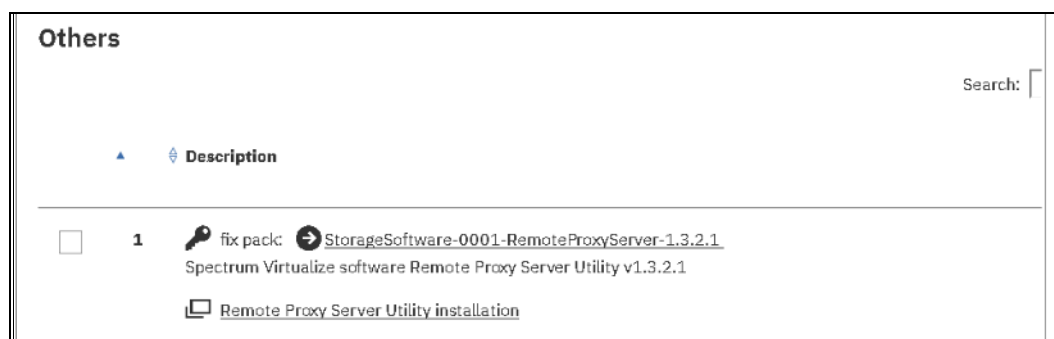 Others
Search:
Description
1 fix pack: StorageSoftware-0001-RemoteProxyServer-1.3.2.1
Spectrum Virtualize software Remote Proxy Server Utility v1.3.2.1
Remote Proxy Server Utility installation